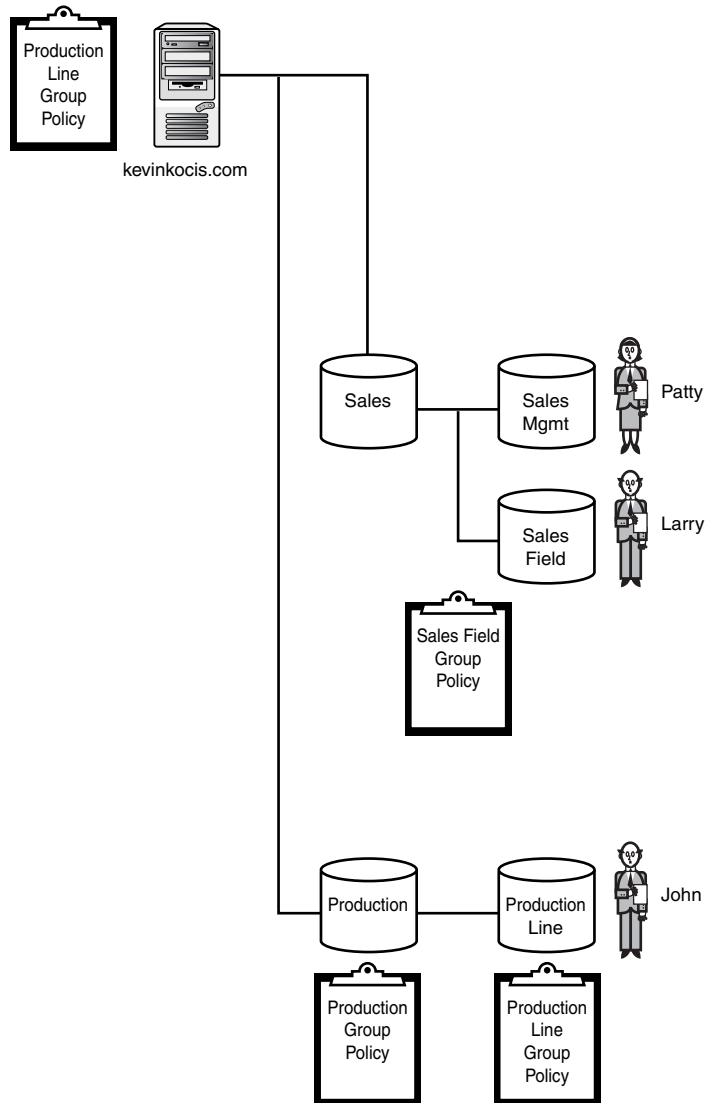 Production
Line
Group
Policy
kevinkocis.com
Sales
Sales
Mgmt
Patty
Sales
Field
Larry
Sales Field
Group
Policy
Production
Production
Line
John
Production
Group
Policy
Production
Line
Group
Policy